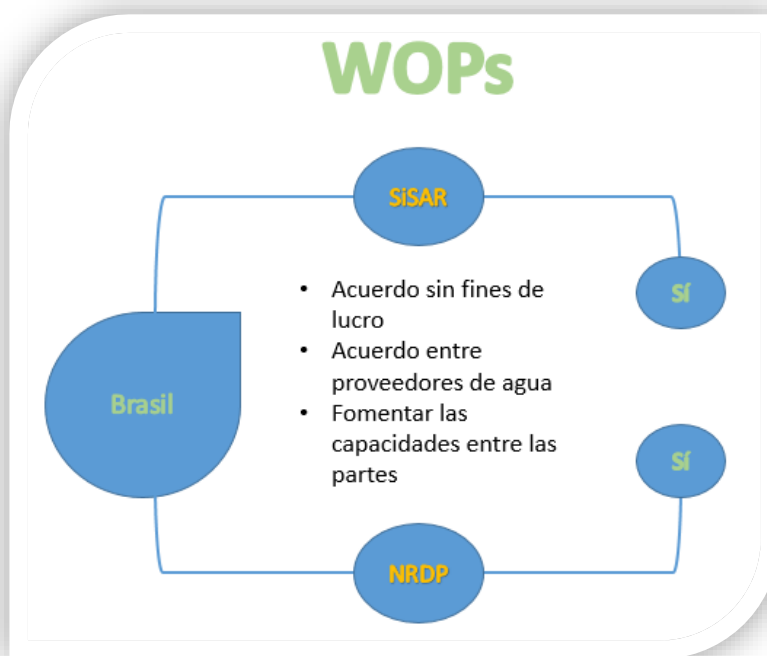 WOPs
SiSAR
Sí
• Acuerdo sin fines de
lucro
• Acuerdo entre
proveedores de agua
• Fomentar las
capacidades entre las
partes
Brasil
Sí
NRDP